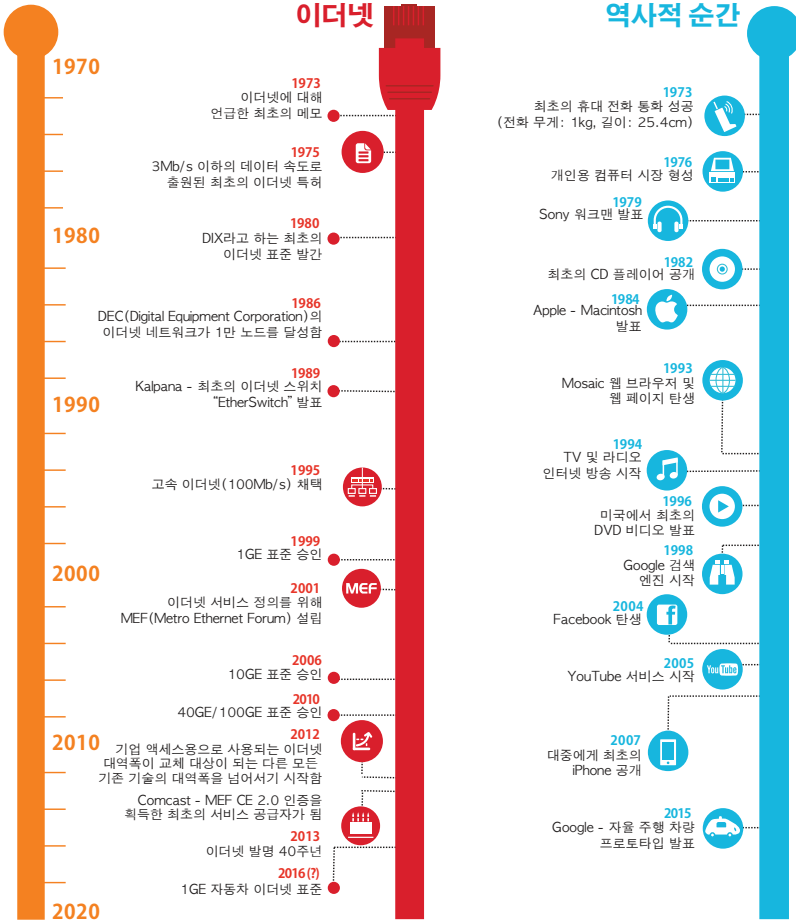 이더넷
역사적 순간
1970
1980
1990
2000
2010
2020
1973
이더넷에 대해
언급한 최초의 메모
1975
3Mb/s 이하의 데이터 속도로
출원된 최초의 이더넷 특허
1980
DIX라고 하는 최초의
이더넷 표준 발간
1986
DEC(Digital Equipment Corporation)의
이더넷 네트워크가 1만 노드를 달성함
1989
Kalpana - 최초의 이더넷 스위치
“EtherSwitch” 발표
1995
고속 이더넷(100Mb/s) 채택
1999
1GE 표준 승인
2001
이더넷 서비스 정의를 위해
MEF(Metro Ethernet Forum) 설립
MEF
2006
10GE 표준 승인
2010
40GE/100GE 표준 승인
2012
기업 액세스용으로 사용되는 이더넷
대역폭이 교체 대상이 되는 다른 모든
기존 기술의 대역폭을 넘어서기 시작함
Comcast - MEF CE 2.0 인증을
획득한 최초의 서비스 공급자가 됨
2013
이더넷 발명 40주년
2016(?)
1GE 자동차 이더넷 표준
1973
최초의 휴대 전화 통화 성공
(전화 무게: 1kg, 길이: 25.4cm)
1976
개인용 컴퓨터 시장 형성
1979
Sony 워크맨 발표
1982
최초의 CD 플레이어 공개
1984
Apple - Macintosh
발표
1993
Mosaic 웹 브라우저 및
웹 페이지 탄생
1994
TV 및 라디오
인터넷 방송 시작
1996
미국에서 최초의
DVD 비디오 발표
1998
Google 검색
엔진 시작
2004
Facebook 탄생
f
2005
YouTube 서비스 시작
YouTube
2007
대중에게 최초의
iPhone 공개
2015
Google - 자율 주행 차량
프로토타입 발표